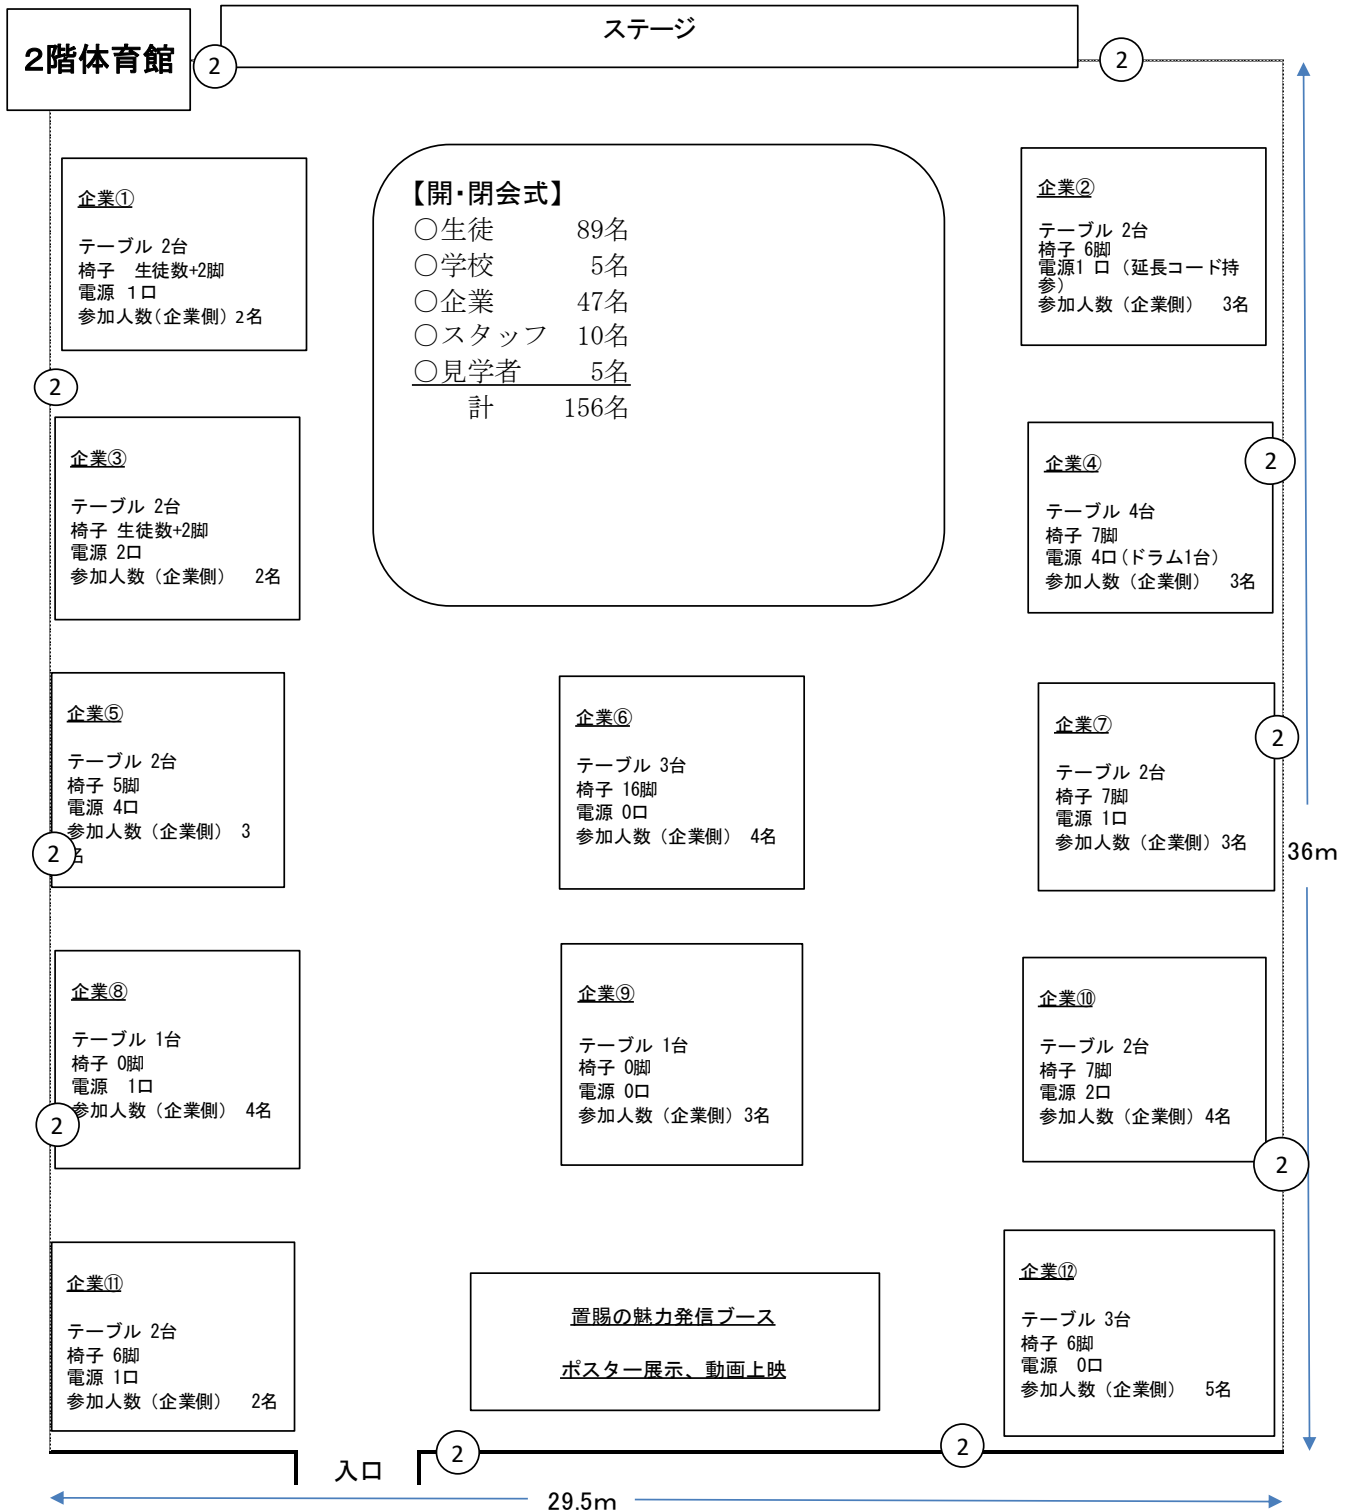 ステージ
2階体育館
2
2
企業①
テーブル 2台
椅子　生徒数+2脚
電源 1口
参加人数(企業側) 2名
【開・閉会式】
○生徒 89名
○学校 5名
○企業 47名
○スタッフ 10名
○見学者 5名
計 156名
企業②
テーブル 2台
椅子 6脚
電源1 口 (延長コード持
参)
参加人数 (企業側) 3名
2
企業③
テーブル 2台
椅子 生徒数+2脚
電源 2口
参加人数 (企業側) 2名
企業④
テーブル 4台
椅子 7脚
電源 4口(ドラム1台)
参加人数 (企業側) 3名
2
企業⑤
テーブル 2台
椅子 5脚
電源 4口
参加人数 (企業側) 3
名
2
企業⑥
テーブル 3台
椅子 16脚
電源 0口
参加人数 (企業側) 4名
企業⑦
テーブル 2台
椅子 7脚
電源 1口
参加人数 (企業側) 3名
2
36m
企業⑧
テーブル 1台
椅子 0脚
電源　1口
参加人数 (企業側) 4名
2
企業⑨
テーブル 1台
椅子 0脚
電源 0口
参加人数 (企業側) 3名
企業⑩
テーブル 2台
椅子 7脚
電源 2口
参加人数 (企業側) 4名
2
企業⑪
テーブル 2台
椅子 6脚
電源 1口
参加人数 (企業側) 2名
置賜の魅力発信ブース
ポスター展示、動画上映
企業⑫
テーブル 3台
椅子 6脚
電源　0口
参加人数 (企業側) 5名
入口
2
2
29.5m